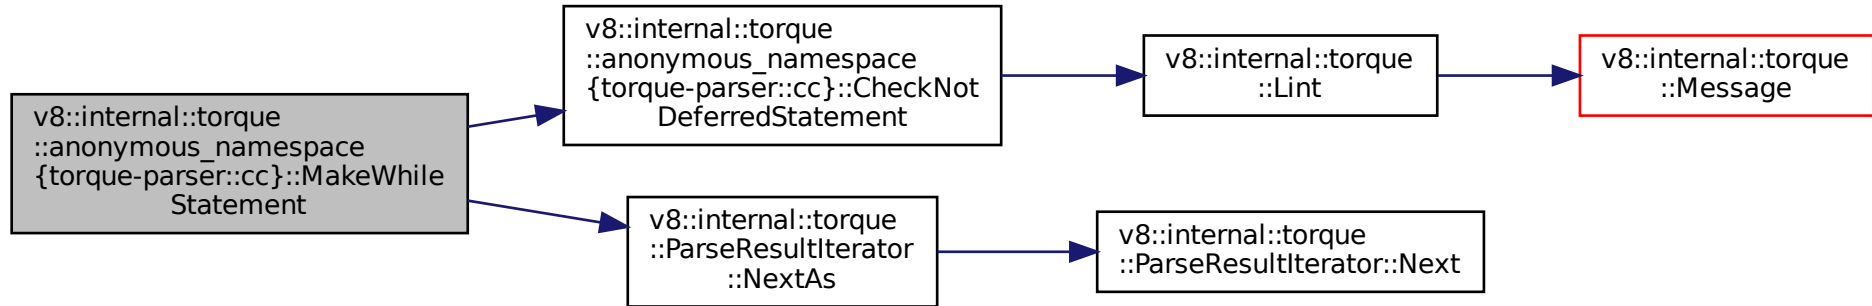 v8::internal::torque
::anonymous_namespace
{torque-parser::cc}::MakeWhile
Statement
v8::internal::torque
::anonymous_namespace
{torque-parser::cc}::CheckNot
DeferredStatement
v8::internal::torque
::Lint
v8::internal::torque
::Message
v8::internal::torque
::ParseResultIterator
::NextAs
v8::internal::torque
::ParseResultIterator::Next